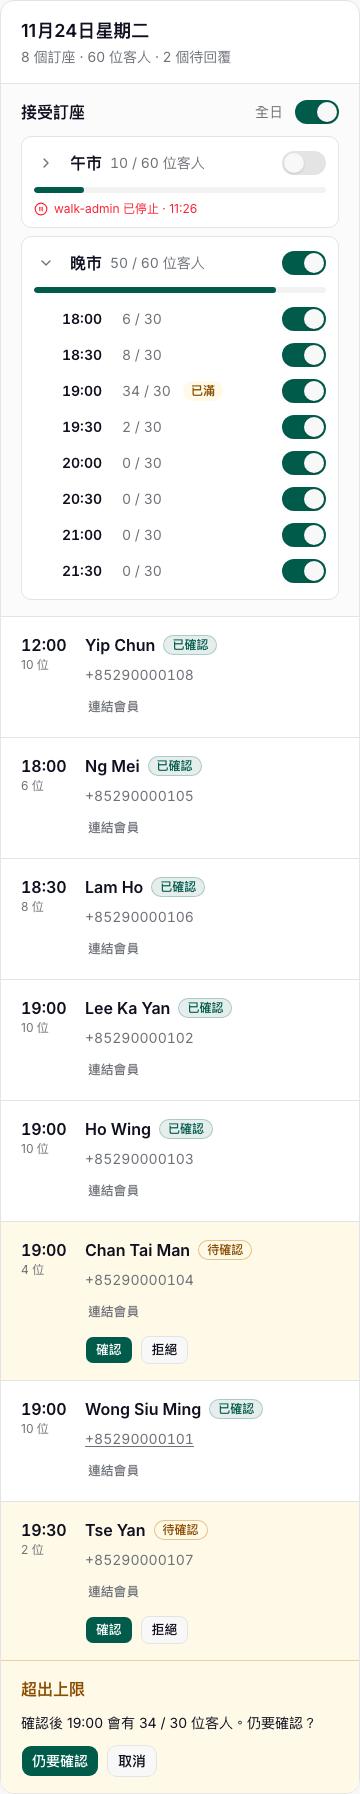 11月24日星期二
8 個訂座 · 60 位客人 · 2 個待回覆
接受訂座 全日
午市 10 / 60 位客人
walk-admin 已停止 · 11:26
晚市 50 / 60 位客人
18:00 6 / 30
18:30 8 / 30
19:00 34 / 30 已滿
19:30 2 / 30
20:00 0 / 30
20:30 0 / 30
21:00 0 / 30
21:30 0 / 30
12:00 Yip Chun 已確認
10 位
+85290000108
連結會員
18:00 Ng Mei 已確認
6 位
+85290000105
連結會員
18:30 Lam Ho 已確認
8 位
+85290000106
連結會員
19:00 Lee Ka Yan 已確認
10 位
+85290000102
連結會員
19:00 Ho Wing 已確認
10 位
+85290000103
連結會員
19:00 Chan Tai Man 待確認
4 位
+85290000104
連結會員
確認 拒絕
19:00 Wong Siu Ming 已確認
10 位
+85290000101
連結會員
19:30 Tse Yan 待確認
2 位
+85290000107
連結會員
確認 拒絕
超出上限
確認後 19:00 會有 34 / 30 位客人。仍要確認？
仍要確認 取消